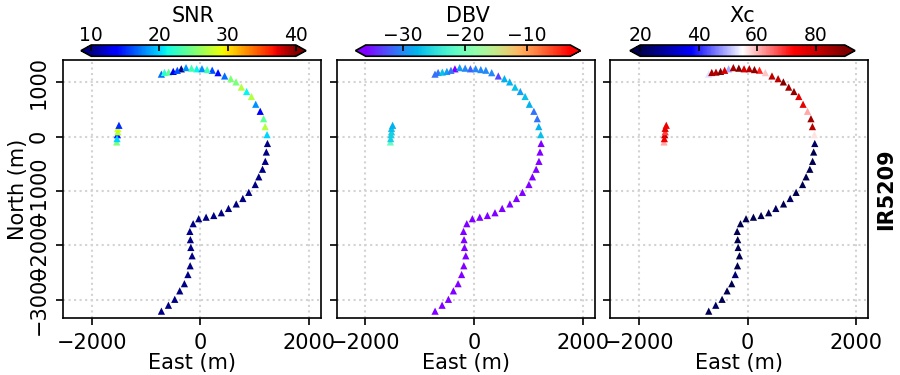 SNR DBV Xc
10 20 30 40 −30 −20 −10 20 40 60 80
North (m)
1000
0
−1000
−2000
−3000
−2000 0 2000 −2000 0 2000 −2000 0 2000
East (m) East (m) East (m)
IR5209